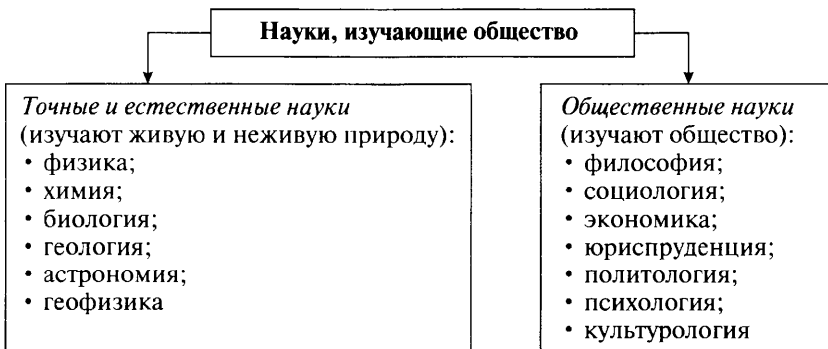 Науки, изучающие общество
Точные и естественные науки
(изучают живую и неживую природу):
• физика;
• химия;
• биология;
• геология;
• астрономия;
• геофизика
Общественные науки
(изучают общество):
• философия;
• социология;
• экономика;
• юриспруденция;
• политология;
• психология;
• культурология